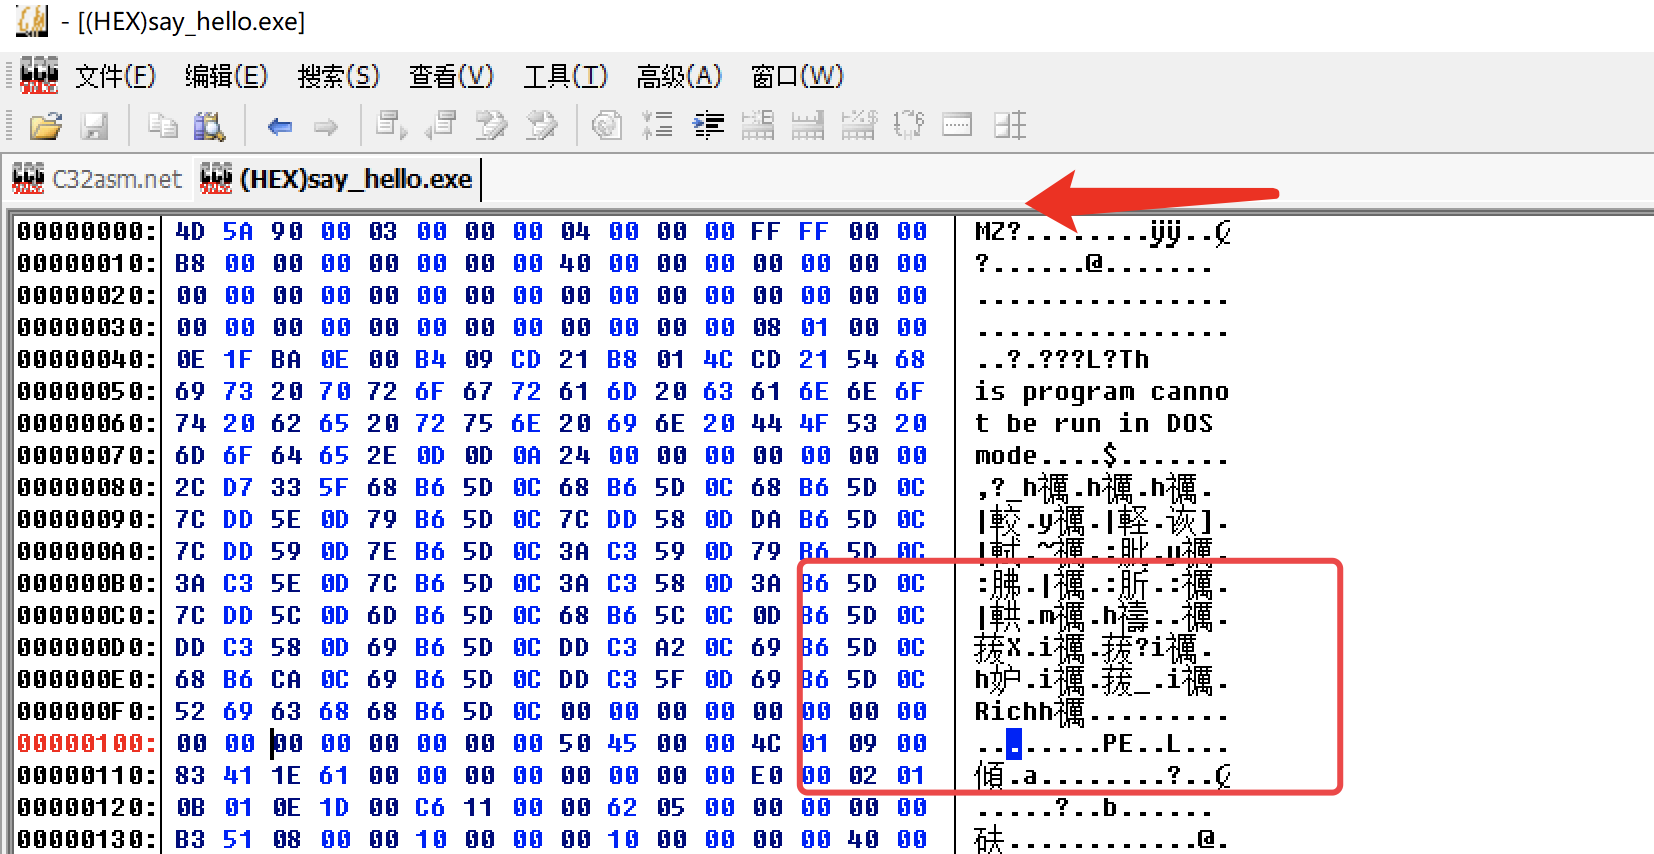 - [(HEX)say_hello.exe]
文件(F) 编辑(E) 搜索(S) 查看(V) 工具(T) 高级(A) 窗口(W)
C32asm.net (HEX)say_hello.exe
00000000: 4D 5A 90 00 03 00 00 00 04 00 00 00 FF FF 00 00 MZ?........ÿÿ..
00000010: B8 00 00 00 00 00 00 00 40 00 00 00 00 00 00 00 ?......@.......
00000020: 00 00 00 00 00 00 00 00 00 00 00 00 00 00 00 00 ................
00000030: 00 00 00 00 00 00 00 00 00 00 00 00 08 01 00 00 ................
00000040: 0E 1F BA 0E 00 B4 09 CD 21 B8 01 4C CD 21 54 68 ..?.???L?Th
00000050: 69 73 20 70 72 6F 67 72 61 6D 20 63 61 6E 6E 6F is program canno
00000060: 74 20 62 65 20 72 75 6E 20 69 6E 20 44 4F 53 20 t be run in DOS
00000070: 6D 6F 64 65 2E 0D 0D 0A 24 00 00 00 00 00 00 00 mode....$.......
00000080: 2C D7 33 5F 68 B6 5D 0C 68 B6 5D 0C 68 B6 5D 0C ,?_h禲.h禲.h禲.
00000090: 7C DD 5E 0D 79 B6 5D 0C 7C DD 58 0D DA B6 5D 0C |較.y禲.|軽.诙].
000000A0: 7C DD 59 0D 7E B6 5D 0C 3A C3 59 0D 79 B6 5D 0C |軾.~禲.:肶.y禲.
000000B0: 3A C3 5E 0D 7C B6 5D 0C 3A C3 58 0D 3A B6 5D 0C :胇.|禲.:肵.:禲.
000000C0: 7C DD 5C 0D 6D B6 5D 0C 68 B6 5C 0C 0D B6 5D 0C |輁.m禲.h禱..禲.
000000D0: DD C3 58 0D 69 B6 5D 0C DD C3 A2 0C 69 B6 5D 0C 菝X.i禲.菝?i禲.
000000E0: 68 B6 CA 0C 69 B6 5D 0C DD C3 5F 0D 69 B6 5D 0C h妒.i禲.菝_.i禲.
000000F0: 52 69 63 68 68 B6 5D 0C 00 00 00 00 00 00 00 00 Richh禲.........
00000100: 00 00 00 00 00 00 00 00 50 45 00 00 4C 01 09 00 ........PE..L...
00000110: 83 41 1E 61 00 00 00 00 00 00 00 00 E0 00 02 01 傾.a........?..
00000120: 0B 01 0E 1D 00 C6 11 00 00 62 05 00 00 00 00 00 .....?..b......
00000130: B3 51 08 00 00 10 00 00 00 10 00 00 00 00 40 00 砆............@.